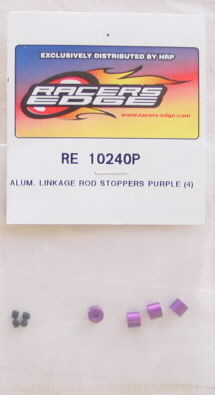 EXCLUSIVELY DISTRIBUTED BY HRP
RACERS
EDGE
www.racers-edge.com
RE 10240P
ALUM. LINKAGE ROD STOPPERS PURPLE (4)